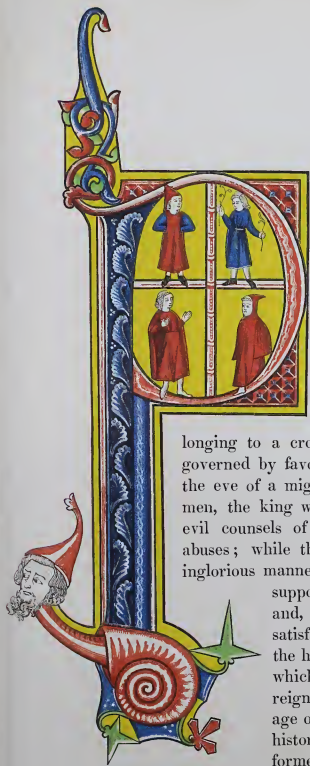 P
longing to a cro
governed by favo
the eve of a mig
men, the king w
evil counsels of
abuses; while th
inglorious manne
suppo
and,
satisf
the h
which
reign
age o
histor
forme